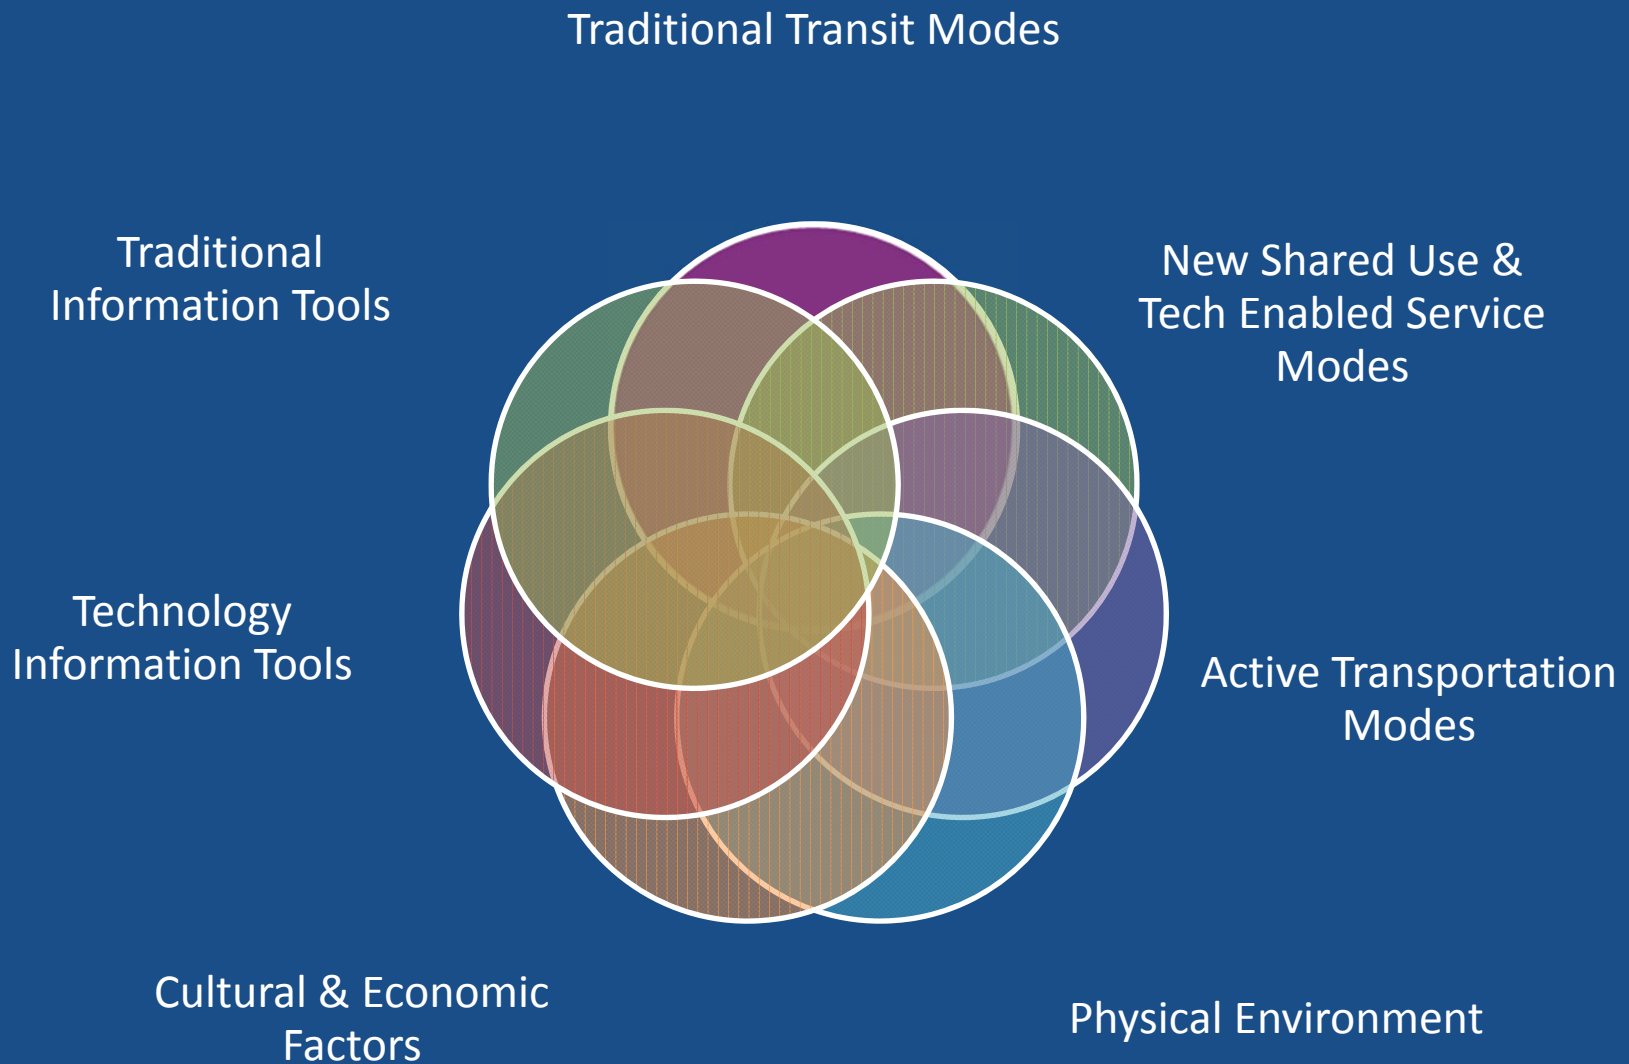 Traditional Transit Modes
Traditional
Information Tools
New Shared Use &
Tech Enabled Service
Modes
Technology
Information Tools
Active Transportation
Modes
Cultural & Economic
Factors
Physical Environment